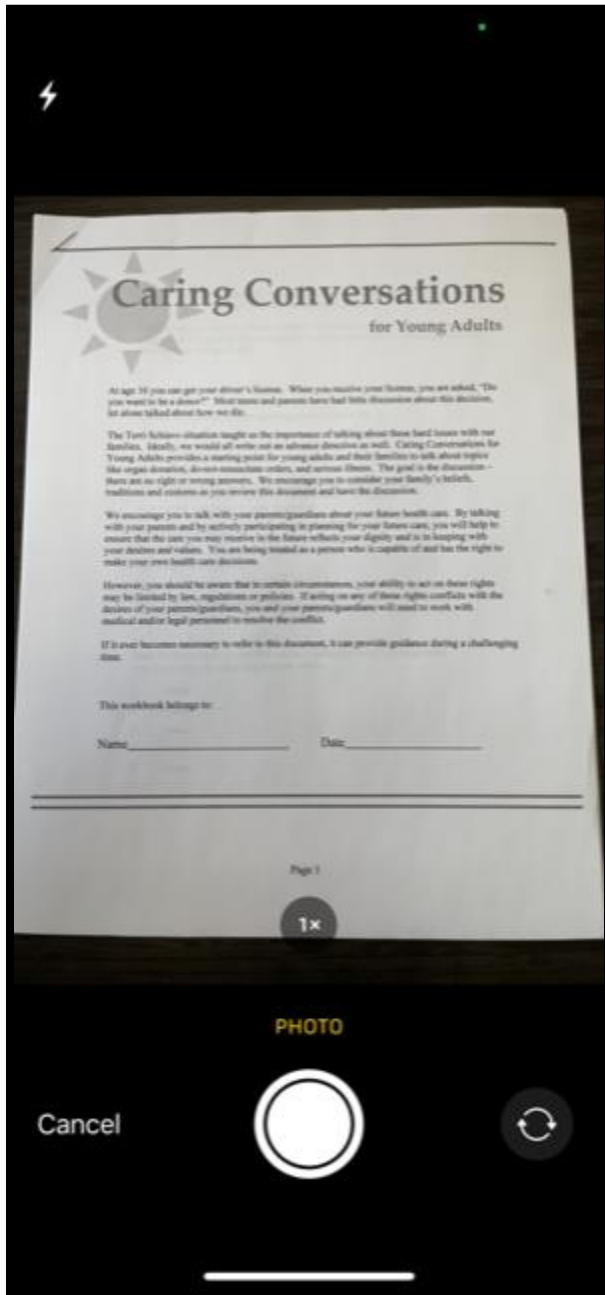 Caring Conversations
for Young Adults
At age 16 you can get your driver's license. When you receive your license, you are asked, "Do
you want to be a donor?" Most teens and parents have had little discussion about this decision,
let alone talked about how we die.
The Terri Schiavo situation taught us the importance of talking about these hard issues with our
families. Ideally, we would all write out an advance directive as well. Caring Conversations for
Young Adults provides a starting point for young adults and their families to talk about topics
like organ donation, do-not-resuscitate orders, and serious illness. The goal is the discussion –
there are no right or wrong answers. We encourage you to consider your family's beliefs,
traditions and customs as you review this document and have the discussion.
We encourage you to talk with your parents/guardians about your future health care. By talking
with your parents and by actively participating in planning for your future care, you will help to
ensure that the care you may receive in the future reflects your dignity and is in keeping with
your desires and values. You are being treated as a person who is capable of and has the right to
make your own health care decisions.
However, you should be aware that in certain circumstances, your ability to act on these rights
may be limited by law, regulations or policies. If acting on any of these rights conflicts with the
desires of your parents/guardians, you and your parents/guardians will need to work with
medical and/or legal personnel to resolve the conflict.
If it ever becomes necessary to refer to this document, it can provide guidance during a challenging
time.
This workbook belongs to:
Name Date
Page 1
1×
PHOTO
Cancel